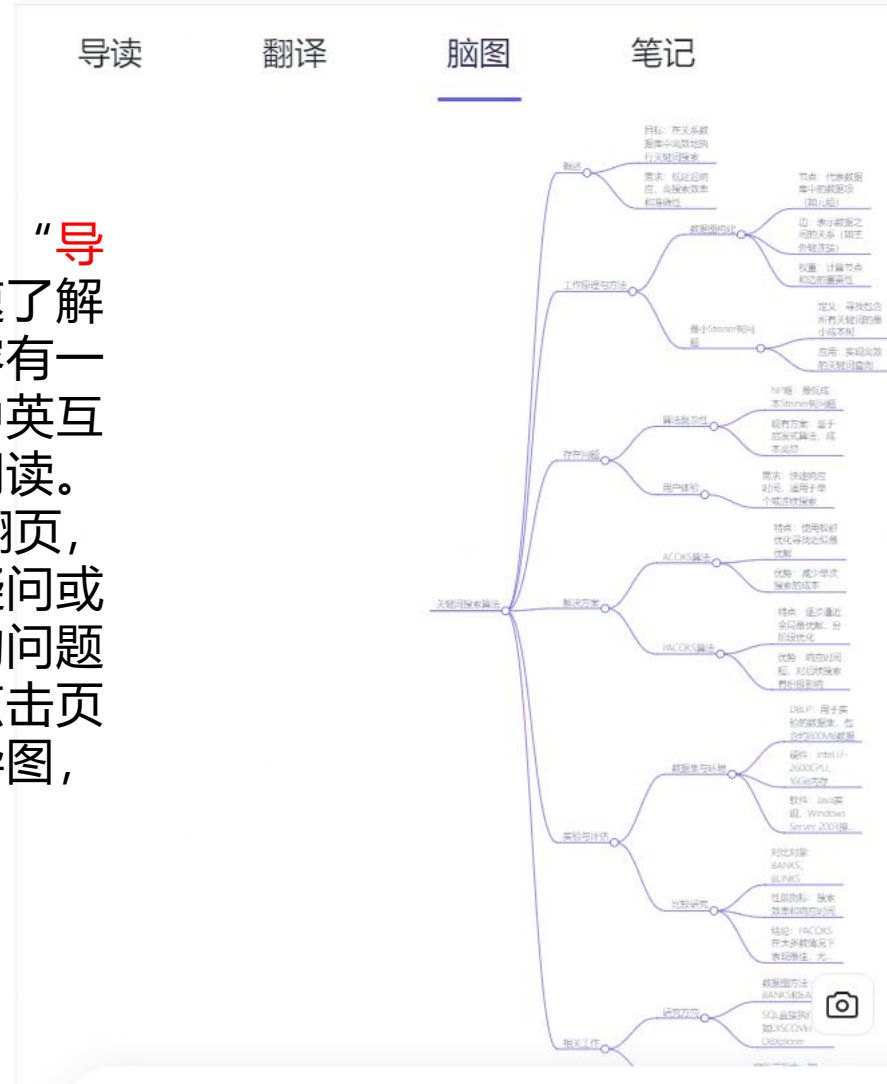 导读
翻译
脑图
笔记
“导
了解
有一
英互
阅读。
翻页，
疑问或
的问题
点击页
导图，
目标：在关系数
据库中高效地执
行关键词搜索
概述
需求：低延迟响
应、高搜索效率
和准确性
节点：代表数据
库中的数据项
（如元组）
数据图构建
边：表示数据之
间的关系（如主
外键连接）
权重：计算节点
和边的重要性
工作原理与方法
定义：寻找包含
所有关键词的最
小成本树
最小Steiner树问
题
应用：实现高效
的关键词查询
NP难：最低成
本Steiner树问题
算法复杂性
现有方案：基于
启发式算法，成
本高昂
存在问题
需求：快速响应
时间，适用于单
个或连续搜索
用户体验
特点：使用蚁群
优化寻找近似最
优解
ACOKS算法
优势：减少单次
搜索的成本
关键词搜索算法
解决方案
特点：逐步逼近
全局最优解，分
阶段优化
PACOKS算法
优势：响应时间
短，对后续搜索
有积极影响
DBLP：用于实
验的数据集，包
含约800MB数据
数据集与环境
硬件：Intel i7-
2600CPU，
16GB内存
软件：Java实
现，Windows
Server 2003操...
实验与评估
对比对象：
BANKS、
BLINKS
比较研究
性能指标：搜索
效率和响应时间
结论：PACOKS
在大多数情况下
表现最佳，尤...
数据图方法
BANKS和BA
研究方向
SQL直接执行
如DISCOVE
DBXplorer
相关工作